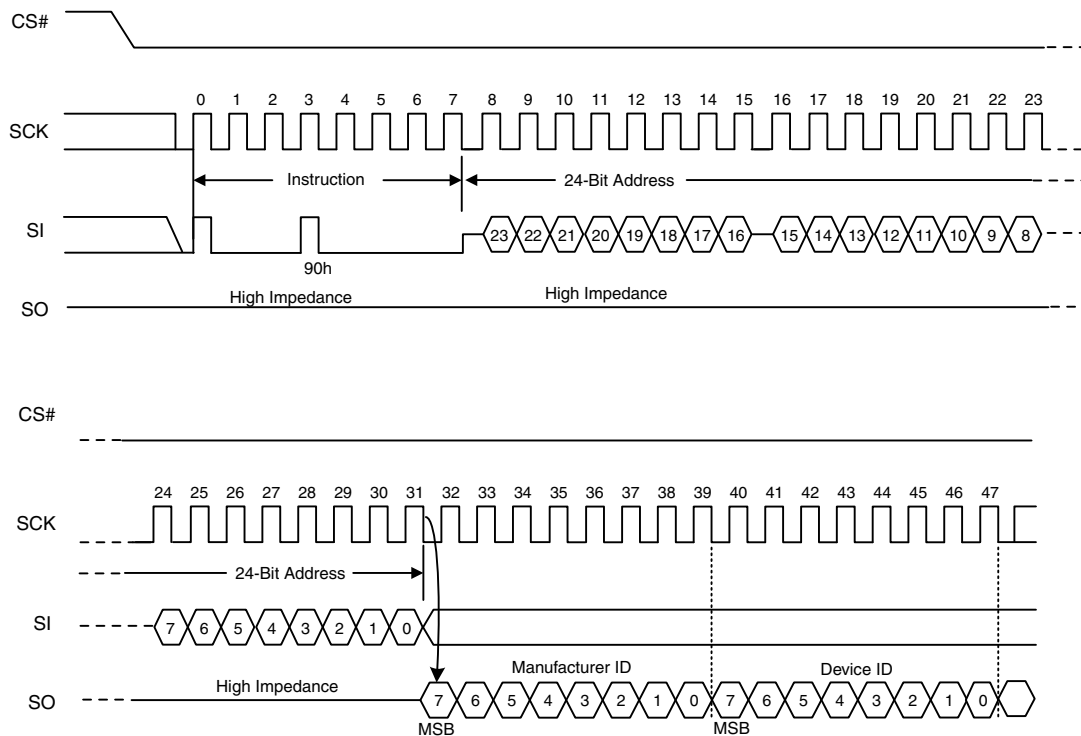 CS#
0 1 2 3 4 5 6 7 8 9 10 11 12 13 14 15 16 17 18 19 20 21 22 23
SCK
Instruction 24-Bit Address
SI
23 22 21 20 19 18 17 16 15 14 13 12 11 10 9 8
90h
High Impedance High Impedance
SO
CS#
24 25 26 27 28 29 30 31 32 33 34 35 36 37 38 39 40 41 42 43 44 45 46 47
SCK
24-Bit Address
SI
7 6 5 4 3 2 1 0
Manufacturer ID Device ID
High Impedance
SO
7 6 5 4 3 2 1 0 7 6 5 4 3 2 1 0
MSB MSB